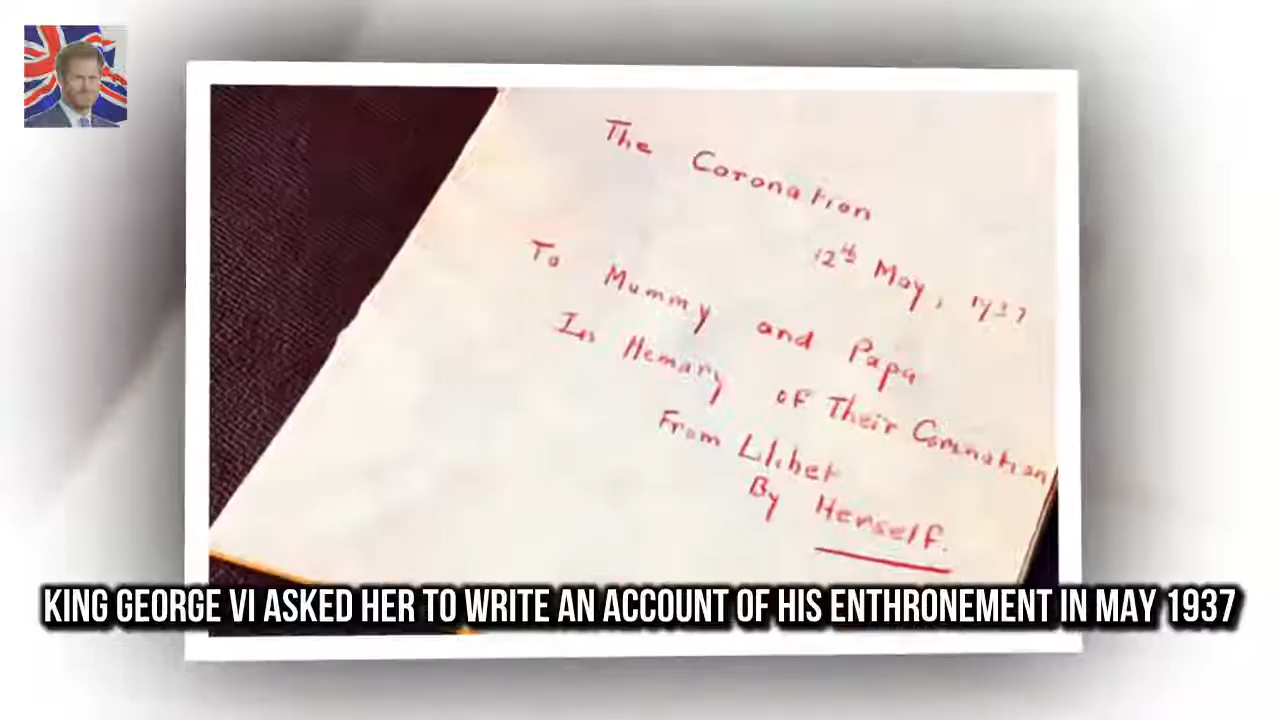 The Coronation
12th May, 1937
To Mummy and Papa
In Memory of Their Coronation
From Lilibet
By Herself.
KING GEORGE VI ASKED HER TO WRITE AN ACCOUNT OF HIS ENTHRONEMENT IN MAY 1937